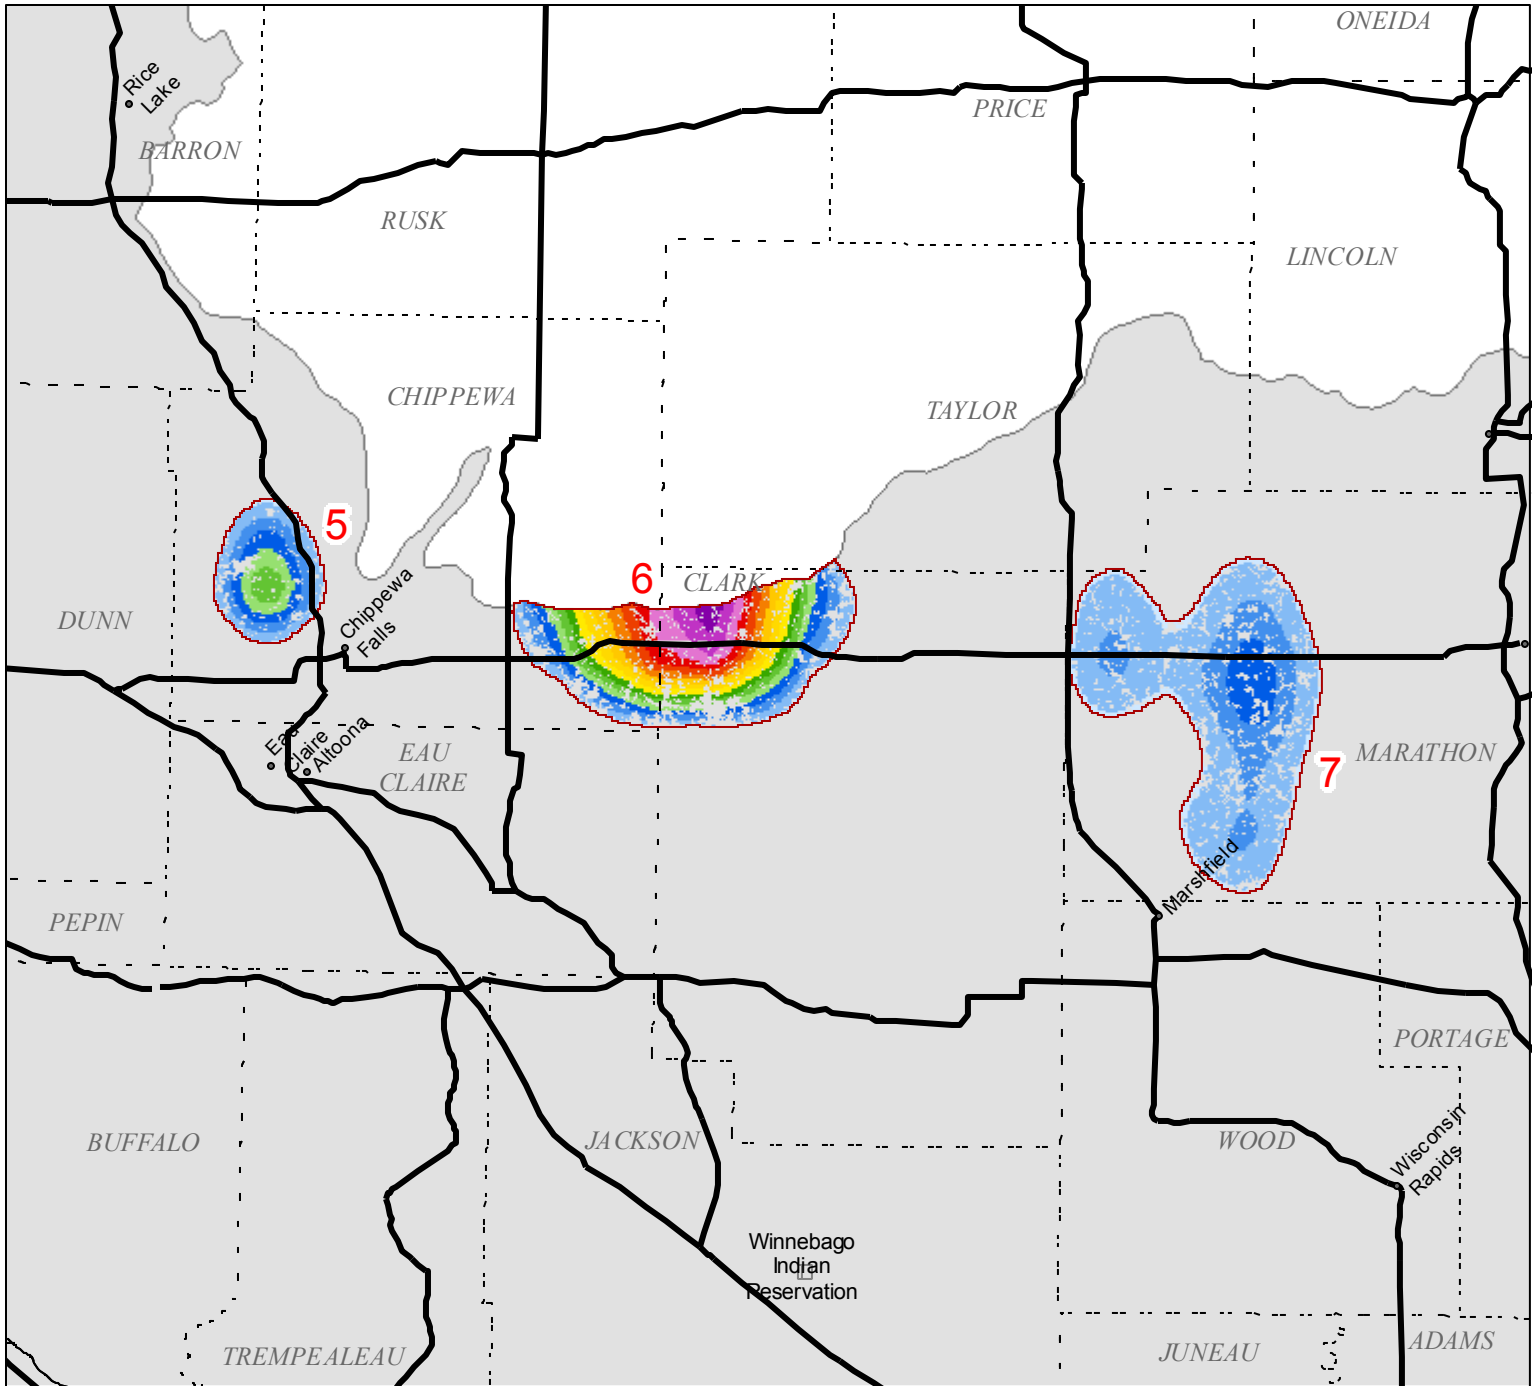 ONEIDA
Rice
Lake
PRICE
BARRON
RUSK
LINCOLN
CHIPPEWA
TAYLOR
5
6
CLARK
Chippewa
Falls
DUNN
Eau
Claire
Altoona
EAU
CLAIRE
MARATHON
7
Marshfield
PEPIN
PORTAGE
BUFFALO
JACKSON
WOOD
Wisconsin
Rapids
Winnebago
Indian
Reservation
TREMPEALEAU
JUNEAU
ADAMS